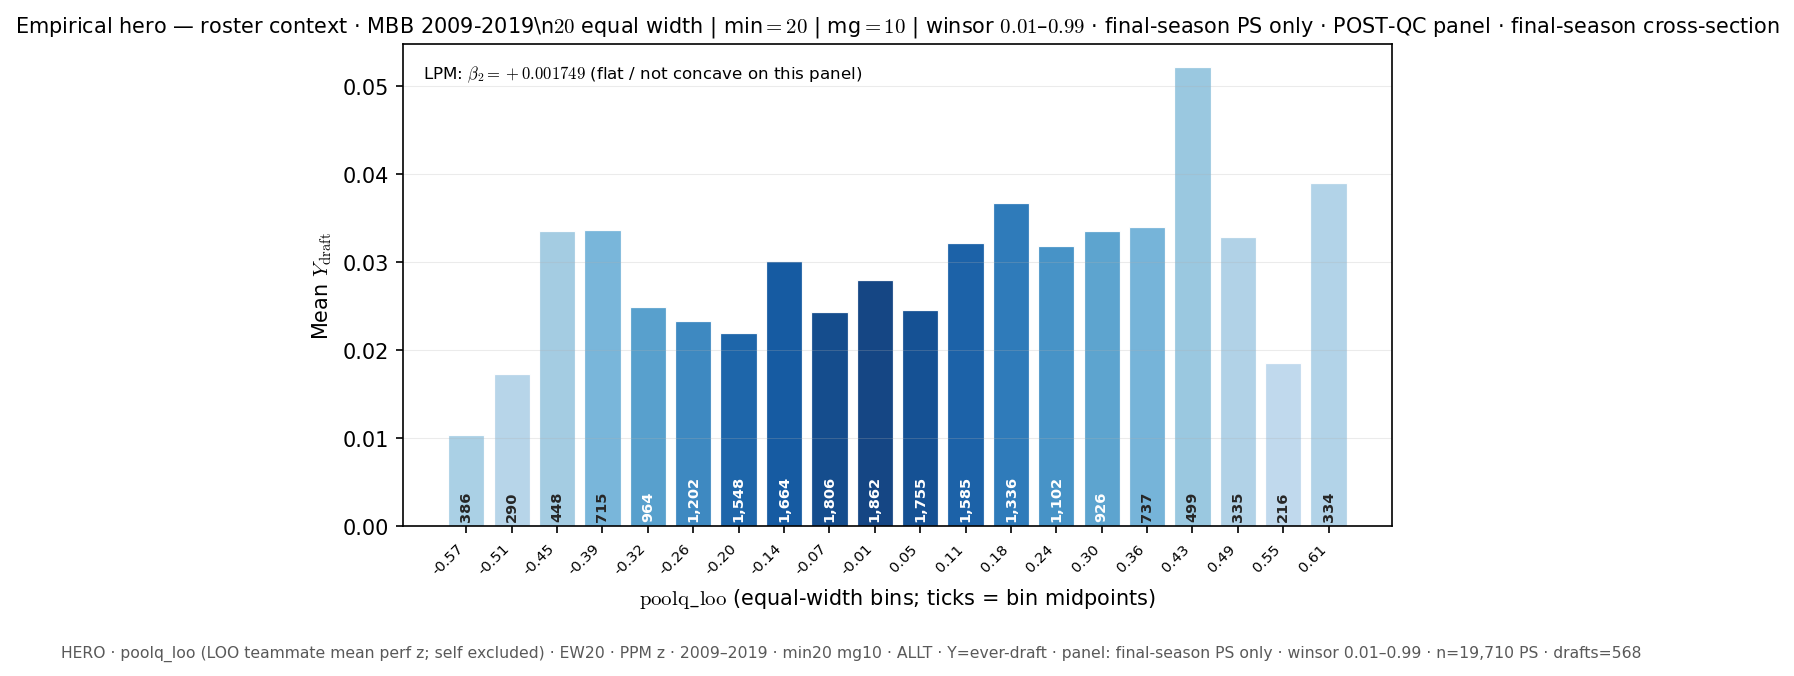 Empirical hero — roster context · MBB 2009-2019\n20 equal width | min = 20 | mg = 10 | winsor 0.01–0.99 · final-season PS only · POST-QC panel · final-season cross-section
LPM: β₂ = +0.001749 (flat / not concave on this panel)
Mean Y_draft
0.05
0.04
0.03
0.02
0.01
0.00
386 290 448 715 964 1,202 1,548 1,664 1,806 1,862 1,755 1,585 1,336 1,102 926 737 499 335 216 334
-0.57 -0.51 -0.45 -0.39 -0.32 -0.26 -0.20 -0.14 -0.07 -0.01 0.05 0.11 0.18 0.24 0.30 0.36 0.43 0.49 0.55 0.61
poolq_loo (equal-width bins; ticks = bin midpoints)
HERO · poolq_loo (LOO teammate mean perf z; self excluded) · EW20 · PPM z · 2009–2019 · min20 mg10 · ALLT · Y=ever-draft · panel: final-season PS only · winsor 0.01–0.99 · n=19,710 PS · drafts=568